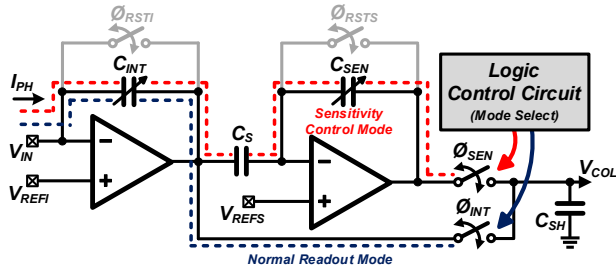 ØRSTI
ØRSTS
IPH
CINT
CSEN
Logic
Control Circuit
(Mode Select)
Sensitivity
Control Mode
CS
VIN
VREFI
VREFS
ØSEN
VCOL
ØINT
CSH
Normal Readout Mode